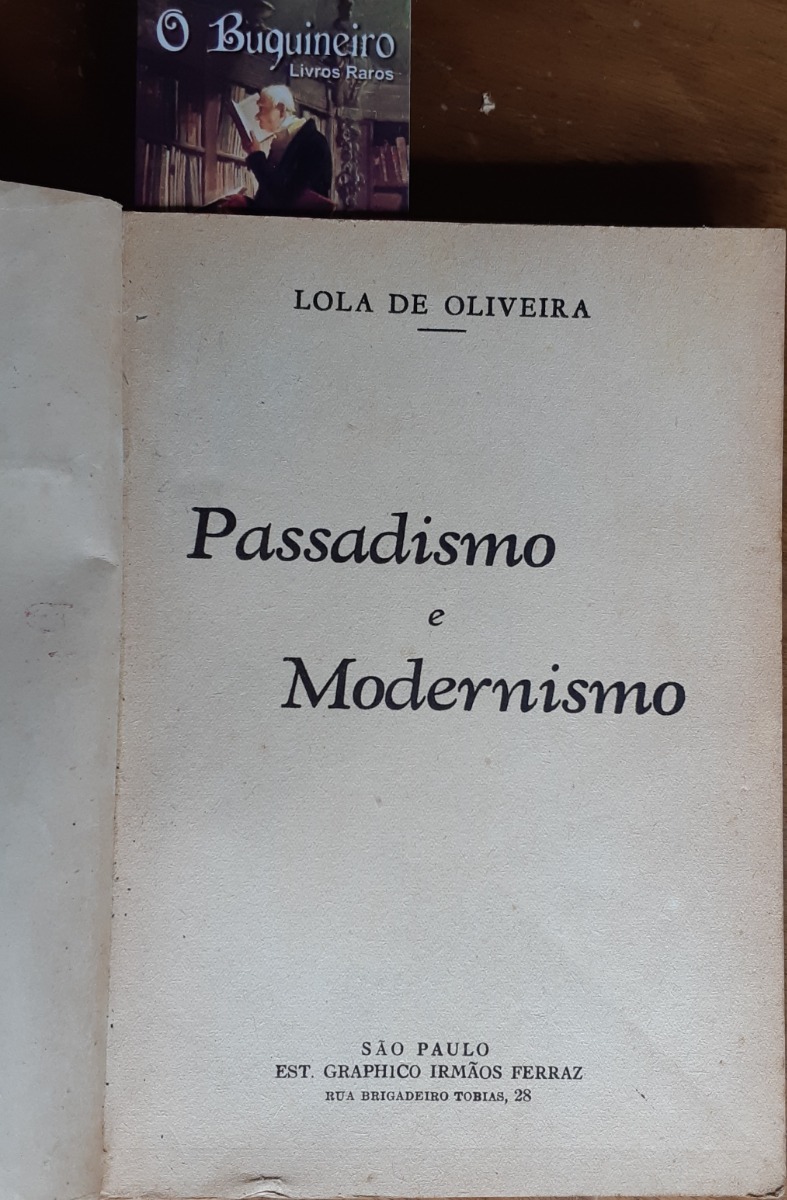 O Buquineiro
Livros Raros
LOLA DE OLIVEIRA
Passadismo
e
Modernismo
SÃO PAULO
EST. GRAPHICO IRMÃOS FERRAZ
RUA BRIGADEIRO TOBIAS, 28